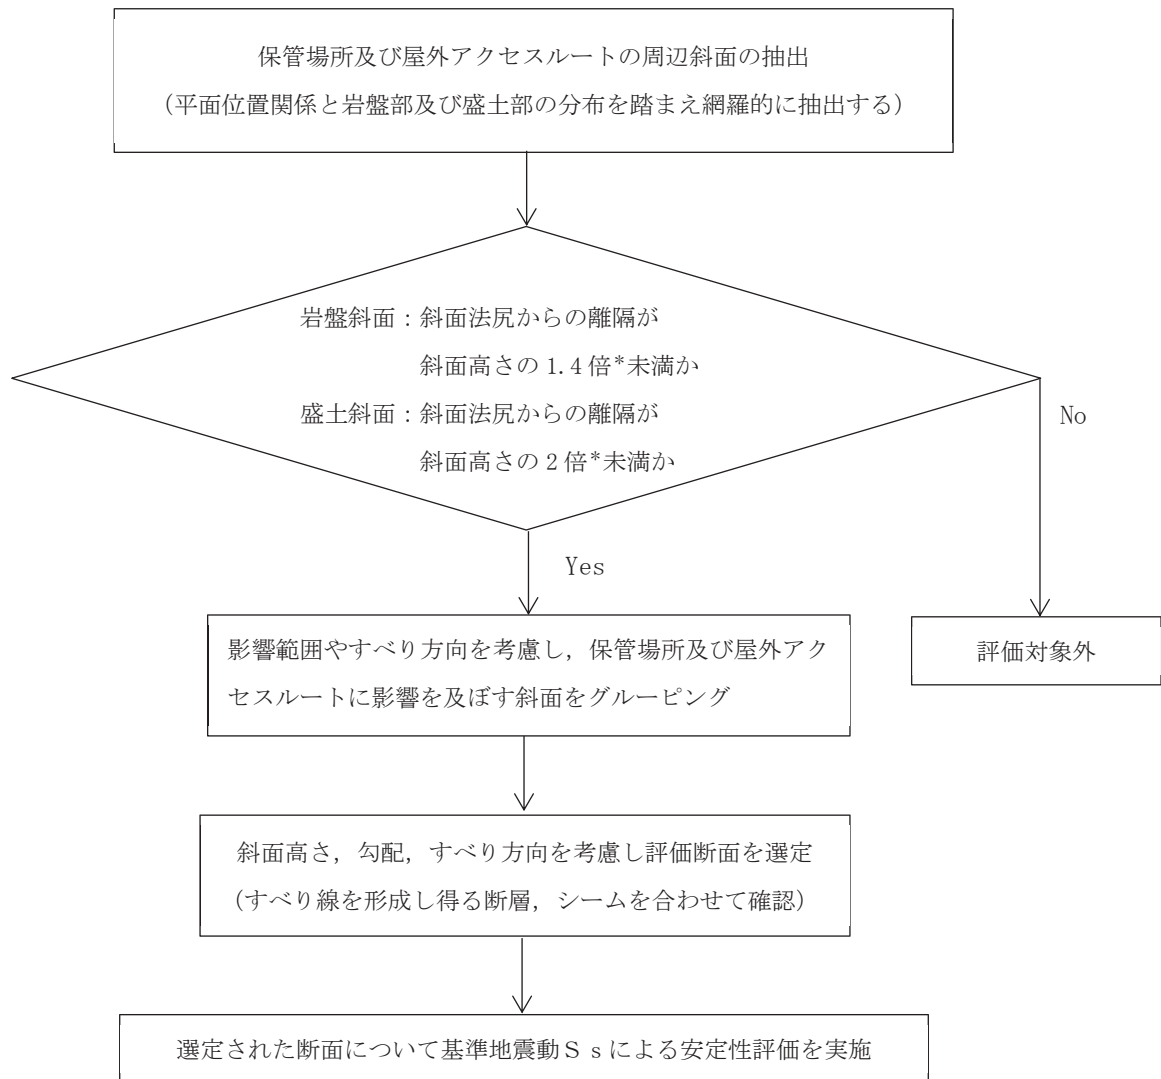 保管場所及び屋外アクセスルートの周辺斜面の抽出
（平面位置関係と岩盤部及び盛土部の分布を踏まえ網羅的に抽出する）
岩盤斜面：斜面法尻からの離隔が
斜面高さの 1.4 倍*未満か
盛土斜面：斜面法尻からの離隔が
斜面高さの 2 倍*未満か
No
Yes
影響範囲やすべり方向を考慮し，保管場所及び屋外アク
セスルートに影響を及ぼす斜面をグルーピング
評価対象外
斜面高さ，勾配，すべり方向を考慮し評価断面を選定
（すべり線を形成し得る断層，シームを合わせて確認）
選定された断面について基準地震動Ｓｓによる安定性評価を実施